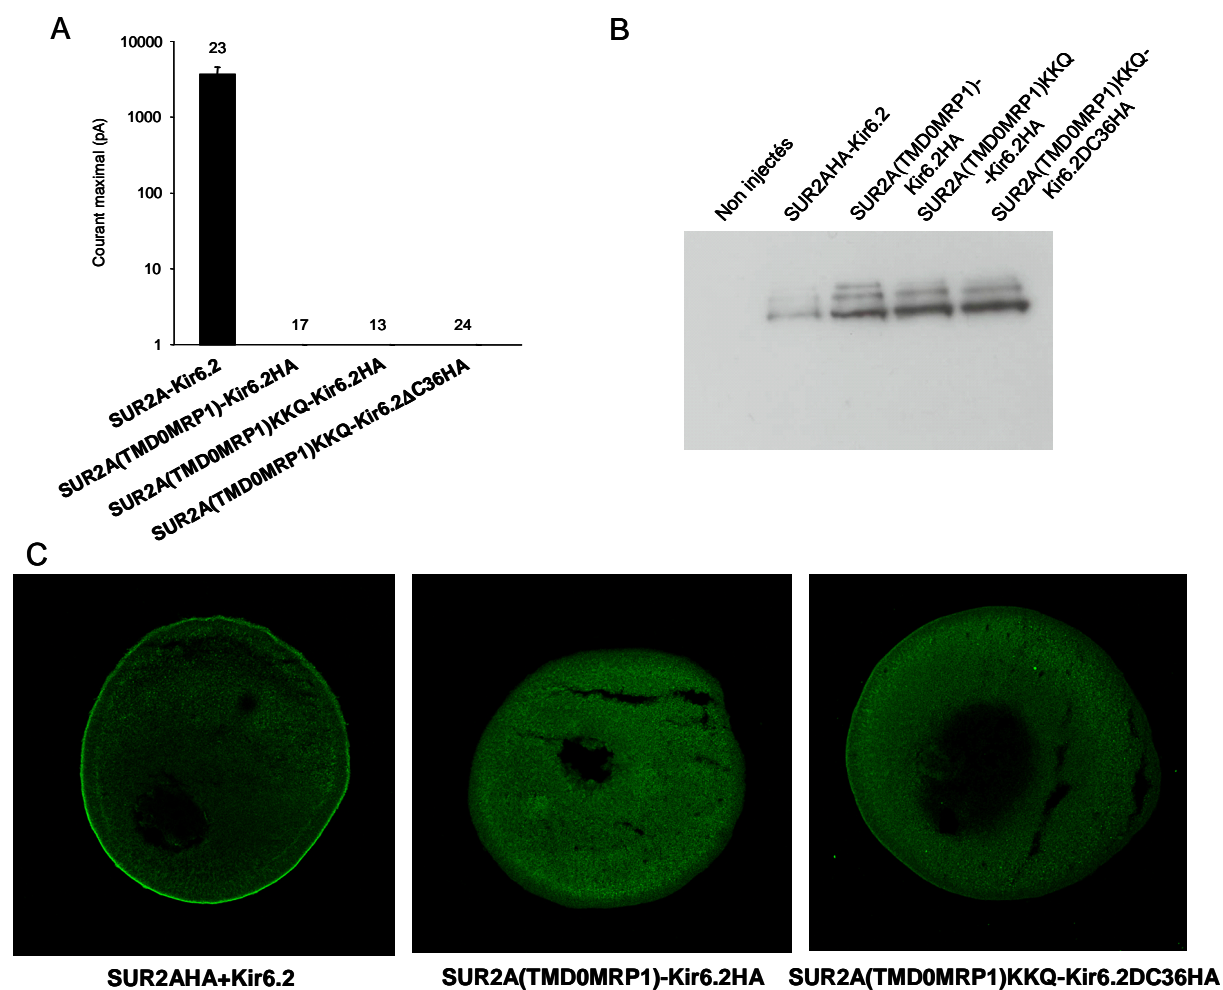 A
10000
1000
100
10
1
Courant maximal (pA)
23
17
13
24
SUR2A-Kir6.2
SUR2A(TMD0MRP1)-Kir6.2HA
SUR2A(TMD0MRP1)KKQ-Kir6.2HA
SUR2A(TMD0MRP1)KKQ-Kir6.2ΔC36HA
B
Non injectés
SUR2AHA-Kir6.2
SUR2A(TMD0MRP1)-
Kir6.2HA
SUR2A(TMD0MRP1)KKQ
-Kir6.2HA
SUR2A(TMD0MRP1)KKQ-
Kir6.2DC36HA
C
SUR2AHA+Kir6.2
SUR2A(TMD0MRP1)-Kir6.2HA
SUR2A(TMD0MRP1)KKQ-Kir6.2DC36HA